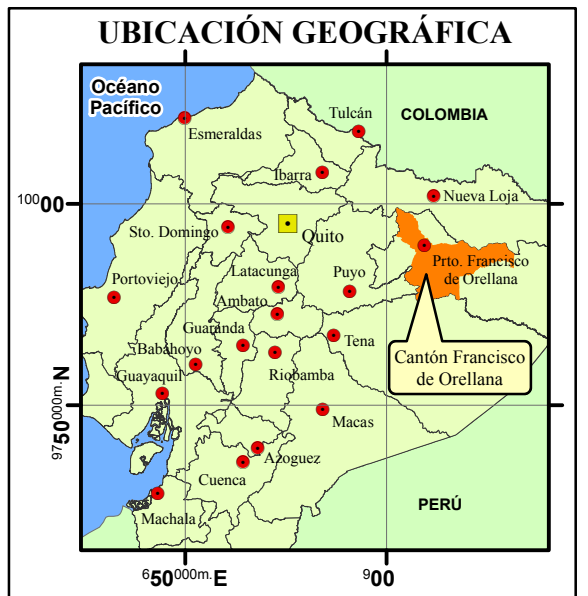 UBICACIÓN GEOGRÁFICA
Océano
Pacífico
Esmeraldas
Tulcán
COLOMBIA
Ibarra
Nueva Loja
10000
Sto. Domingo
Quito
Prto. Francisco
de Orellana
Portoviejo
Latacunga
Puyo
Ambato
Guaranda
Tena
Babahoyo
Cantón Francisco
de Orellana
Guayaquil
Riobamba
9750000m. N
Macas
Azoguez
Cuenca
PERÚ
Machala
650000m. E
900